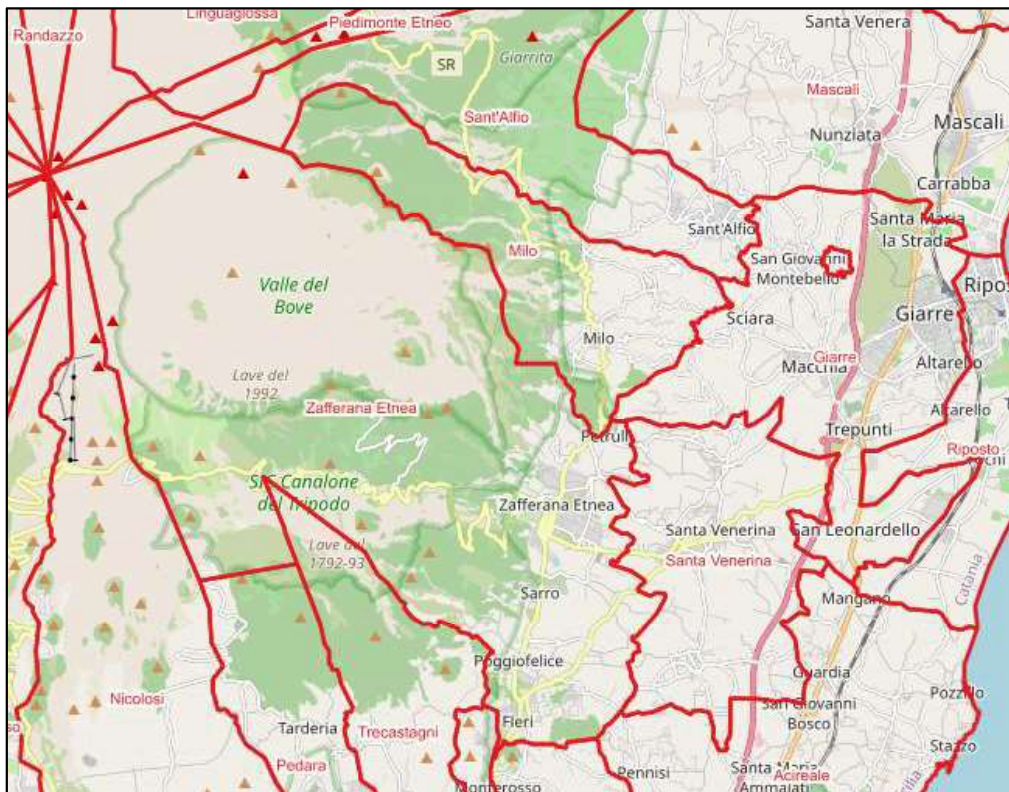 Linguaglossa
Piedimonte Etneo
Santa Venera
Randazzo
SR
Giarrita
Mascali
Sant'Alfio
Nunziata
Mascali
Carrabba
Sant'Alfio
Santa Maria
la Strada
Milo
San Giovanni
Montebello
Valle del
Bove
Ripos
Sciara
Giarre
Milo
Giarre
Macchia
Altarello
Lave del
1992
Zafferana Etnea
Altarello
Petrulli
Trepunti
Riposto
SIC Canalone
del Tripodo
Zafferana Etnea
Santa Venerina
San Leonardello
Lave del
1792-93
Santa Venerina
Catania
Sarro
Mangano
Poggiofelice
Guardia
Nicolosi
Pozzillo
San Giovanni
Bosco
Tarderia
Trecastagni
Fleri
Stazzo
Pedara
Pennisi
Santa Maria
Ammalati
Acireale
Monterosso